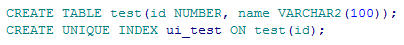 CREATE TABLE test(id NUMBER, name VARCHAR2(100));
CREATE UNIQUE INDEX ui_test ON test(id);